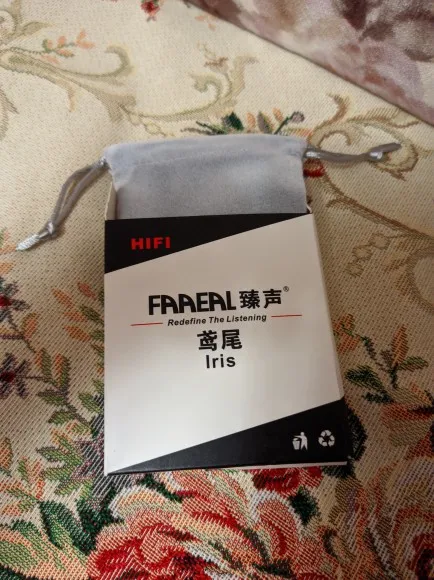 HIFI
FAAEAL 臻声®
Redefine The Listening
鸢尾
Iris